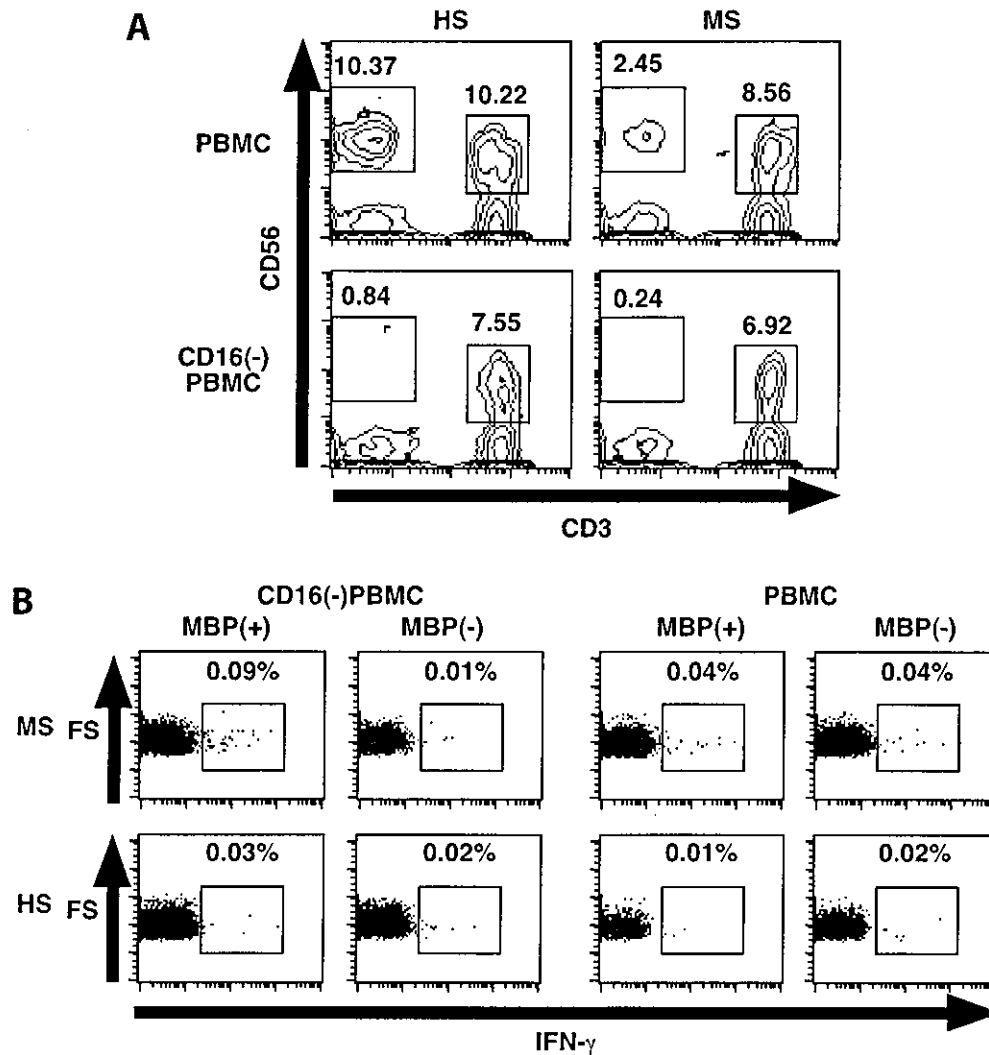 A
HS MS
10.37 10.22 2.45 8.56
PBMC
0.84 7.55 0.24 6.92
CD16(-)
PBMC
CD56
CD3
B
CD16(-)PBMC PBMC
MBP(+) MBP(-) MBP(+) MBP(-)
0.09% 0.01% 0.04% 0.04%
MS FS
0.03% 0.02% 0.01% 0.02%
HS FS
IFN-γ